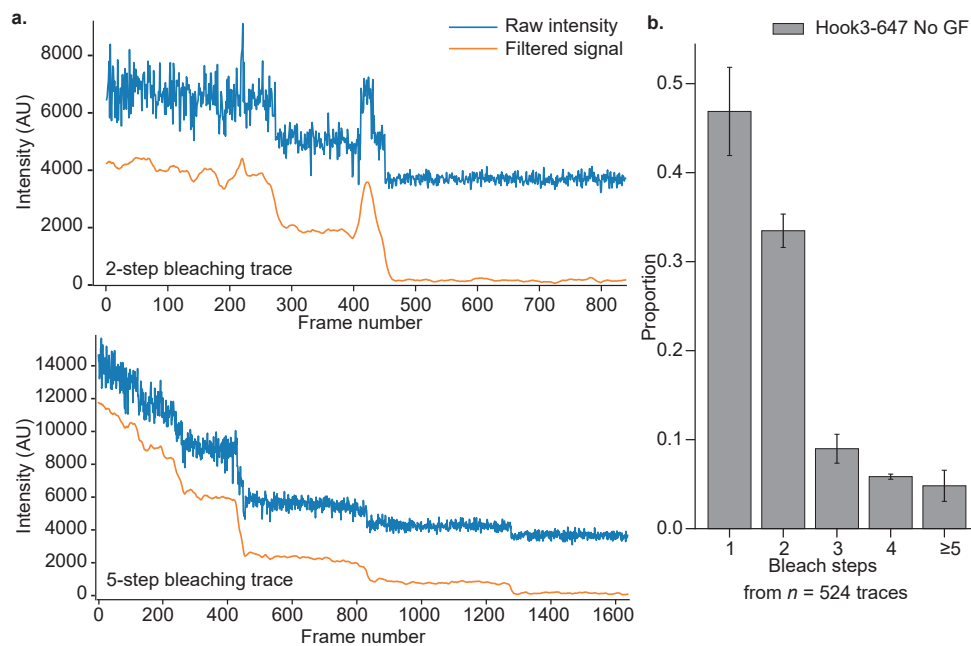 a.
Raw intensity
Filtered signal
Intensity (AU)
8000
6000
4000
2000
0
2-step bleaching trace
0 100 200 300 400 500 600 700 800
Frame number
Intensity (AU)
14000
12000
10000
8000
6000
4000
2000
0
5-step bleaching trace
0 200 400 600 800 1000 1200 1400 1600
Frame number
b.
Hook3-647 No GF
Proportion
0.5
0.4
0.3
0.2
0.1
0.0
1 2 3 4 ≥5
Bleach steps
from n = 524 traces